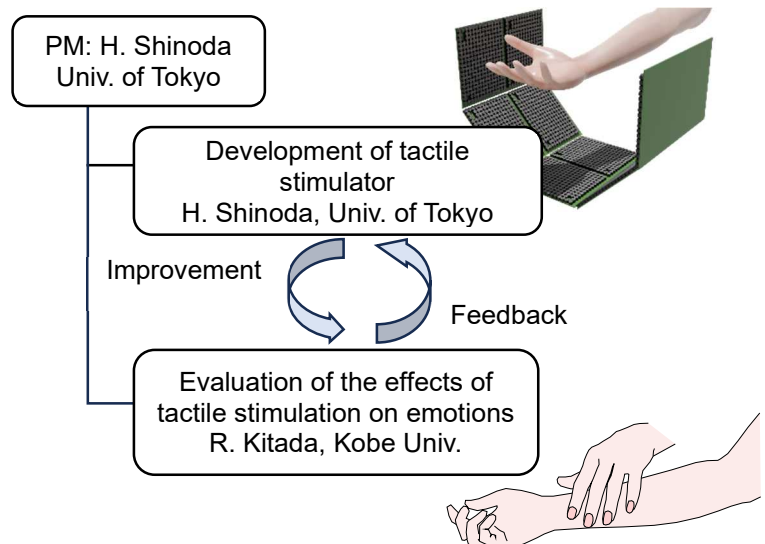 PM: H. Shinoda
Univ. of Tokyo
Development of tactile
stimulator
H. Shinoda, Univ. of Tokyo
Improvement
Feedback
Evaluation of the effects of
tactile stimulation on emotions
R. Kitada, Kobe Univ.